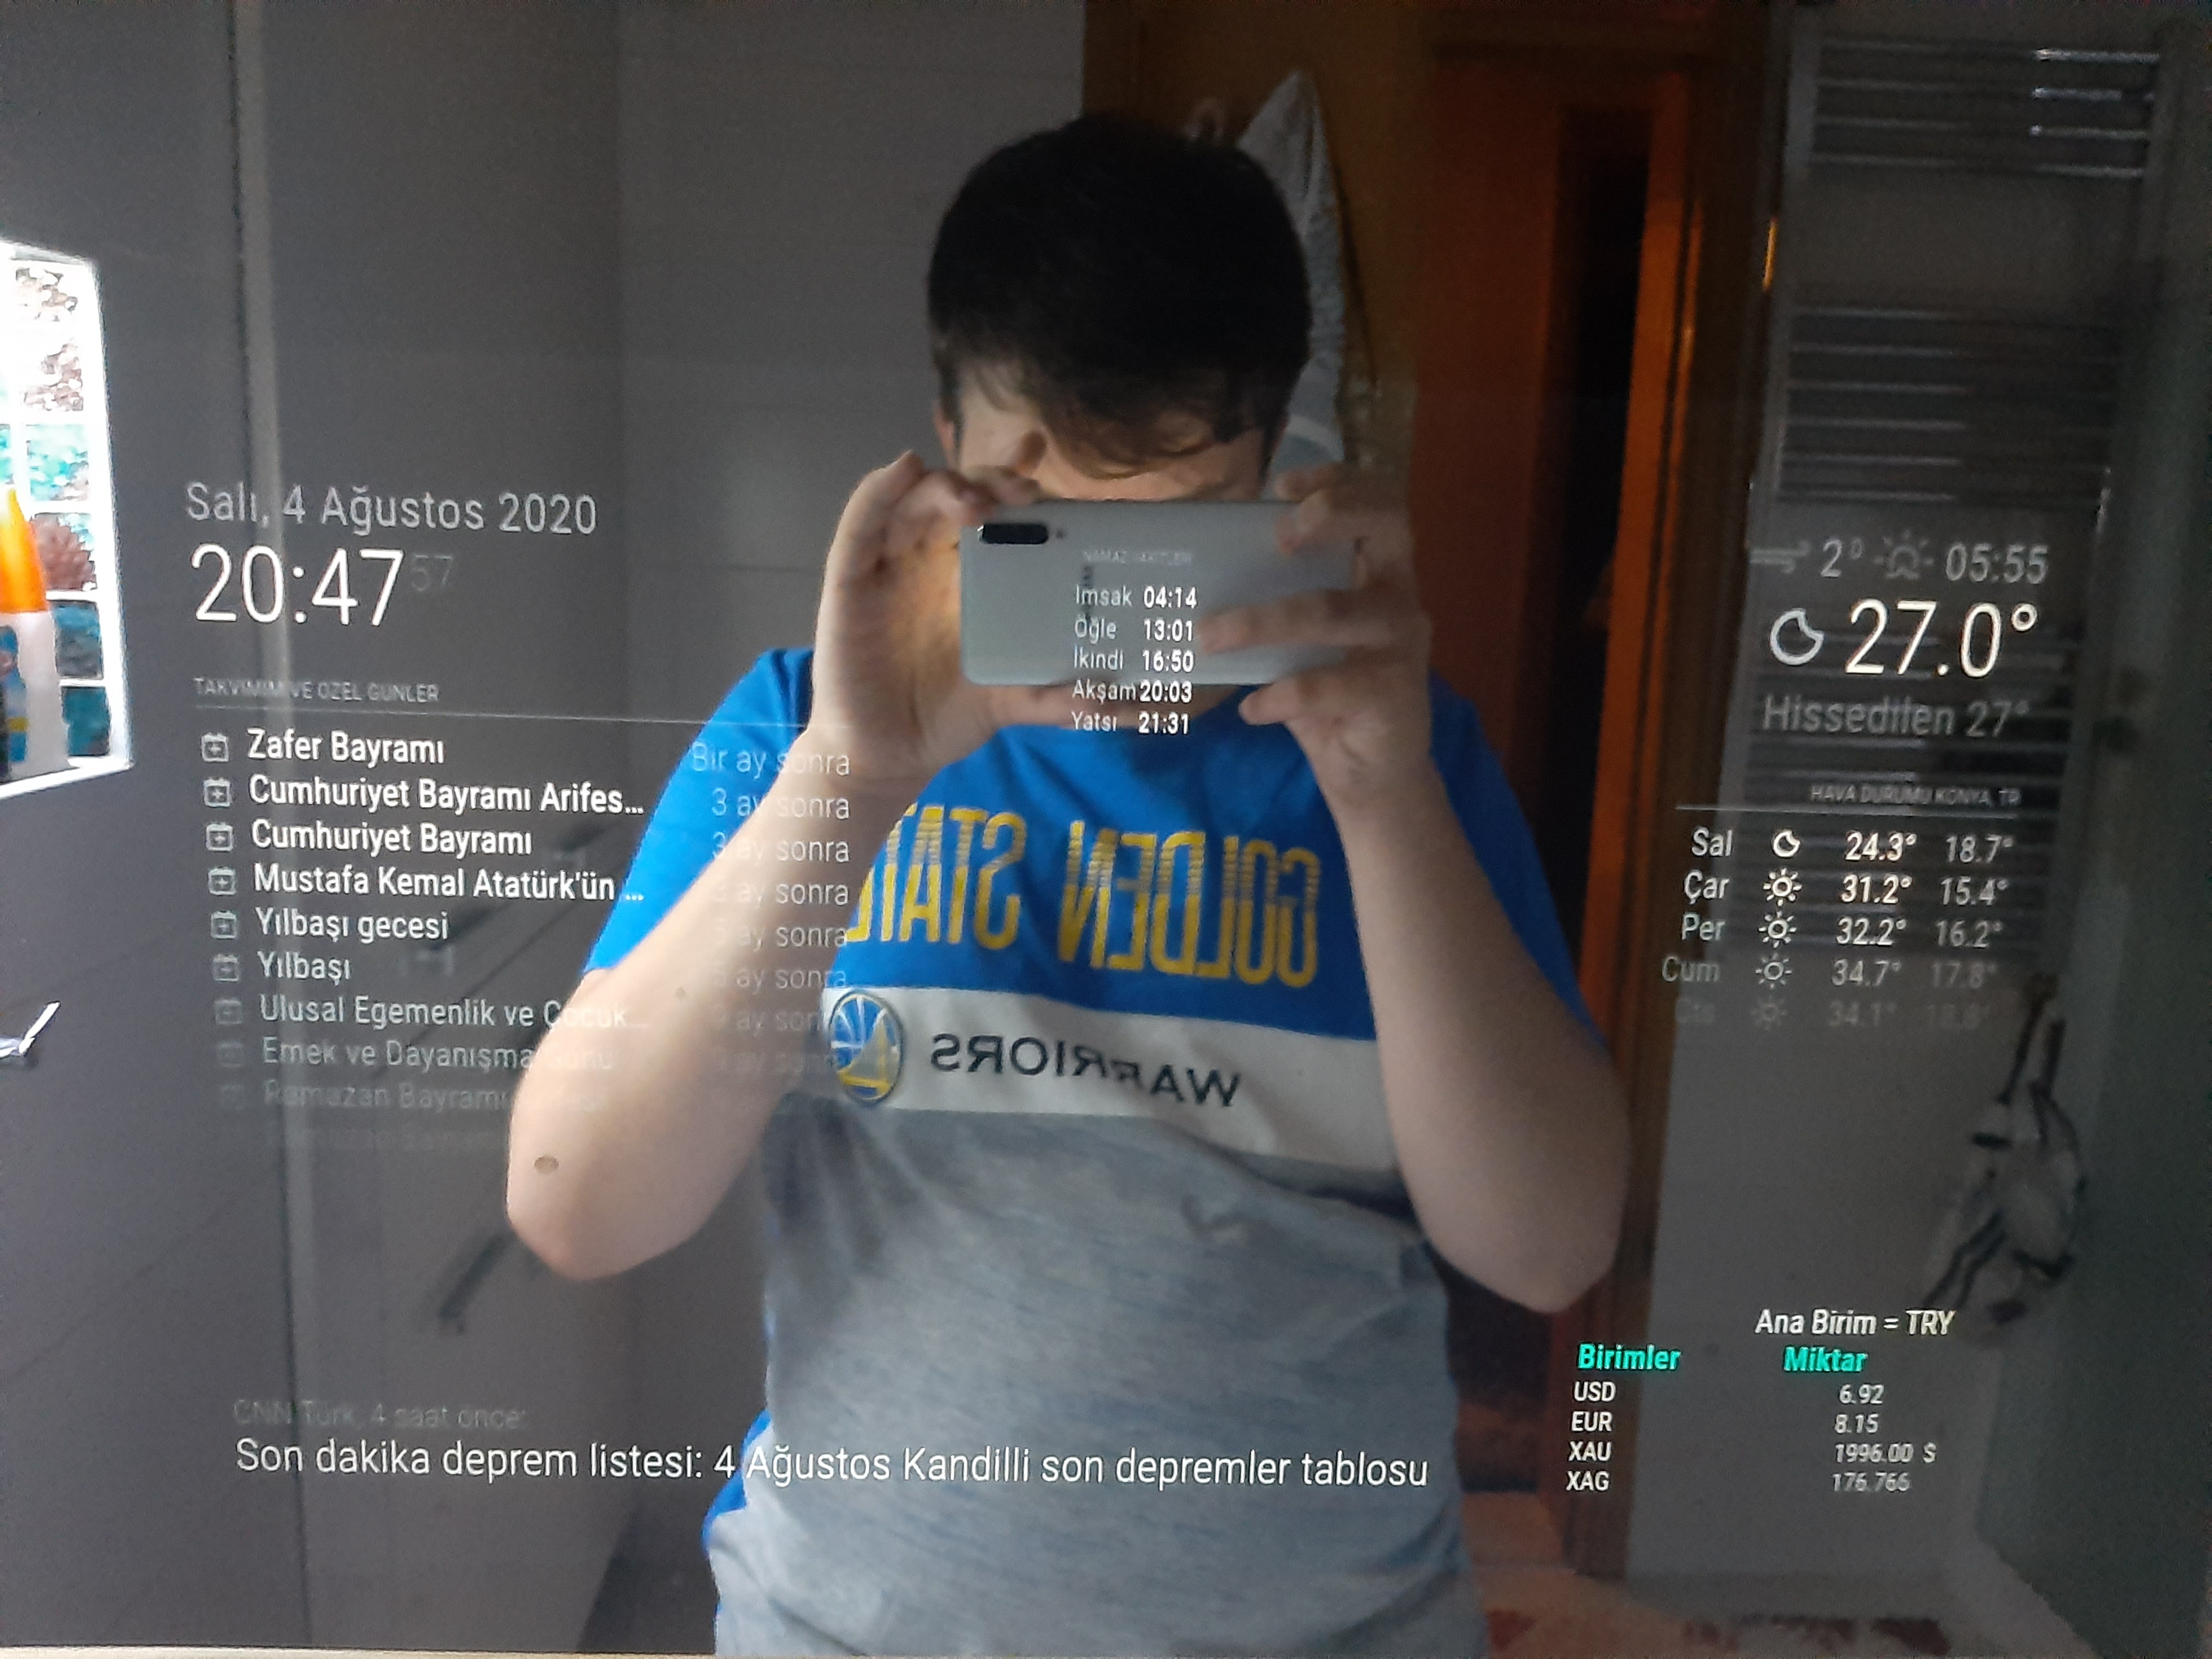 Salı, 4 Ağustos 2020
20:47 57
TAKVİMİM VE ÖZEL GÜNLER
Zafer Bayramı Bir ay sonra
Cumhuriyet Bayramı Arifes... 3 ay sonra
Cumhuriyet Bayramı 3 ay sonra
Mustafa Kemal Atatürk'ün ... 3 ay sonra
Yılbaşı gecesi 5 ay sonra
Yılbaşı 5 ay sonra
Ulusal Egemenlik ve Çocuk... 9 ay sonra
Emek ve Dayanışma Günü 9 ay sonra
Ramazan Bayramı
NAMAZ VAKİTLERİ
İmsak 04:14
Öğle 13:01
İkindi 16:50
Akşam 20:03
Yatsı 21:31
2 05:55
27.0°
Hissedilen 27°
HAVA DURUMU KONYA, TR
Sal 24.3° 18.7°
Çar 31.2° 15.4°
Per 32.2° 16.2°
Cum 34.7° 17.8°
Cts 34.1° 18.8°
GOLDEN STATE
WARRIORS
Ana Birim = TRY
Birimler Miktar
USD 6.92
EUR 8.15
XAU 1996.00 $
XAG 176.766
CNN Türk, 4 saat önce:
Son dakika deprem listesi: 4 Ağustos Kandilli son depremler tablosu